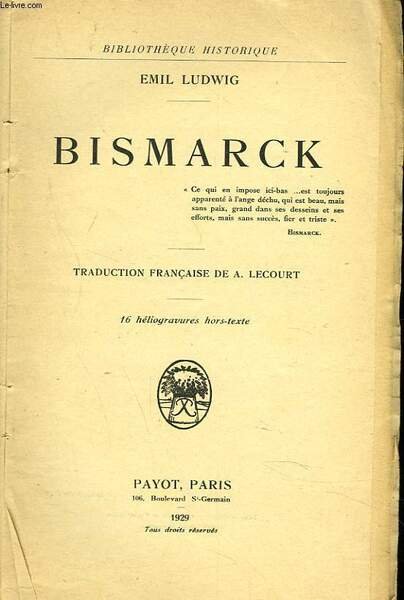 Le-livre.com
BIBLIOTHÈQUE HISTORIQUE
EMIL LUDWIG
BISMARCK
« Ce qui en impose ici-bas ...est toujours
apparenté à l'ange déchu, qui est beau, mais
sans paix, grand dans ses desseins et ses
efforts, mais sans succès, fier et triste ».
BISMARCK.
TRADUCTION FRANÇAISE DE A. LECOURT
16 héliogravures hors-texte
PAYOT, PARIS
106, Boulevard St-Germain
1929
Tous droits réservés